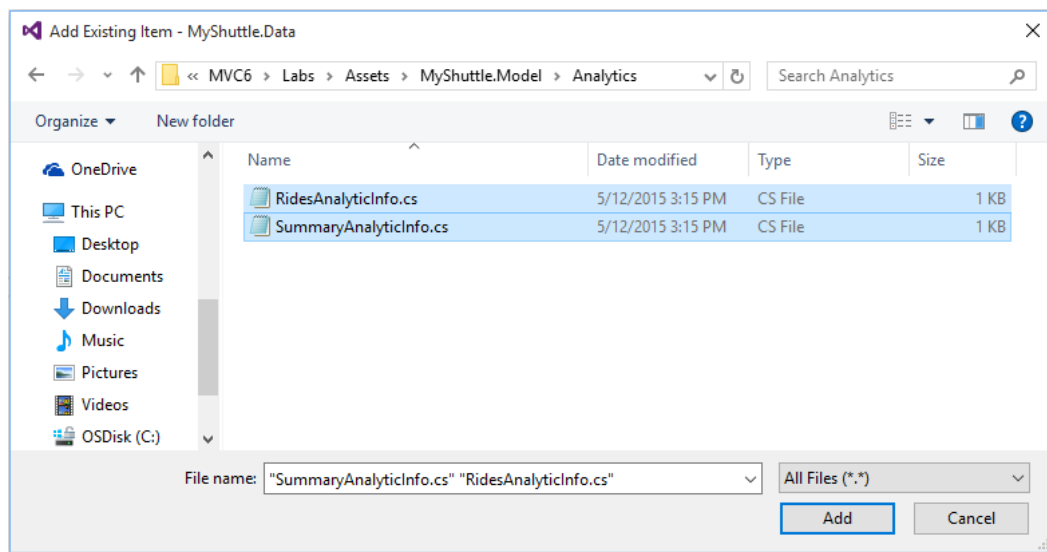 Add Existing Item - MyShuttle.Data
« MVC6 > Labs > Assets > MyShuttle.Model > Analytics
Search Analytics
Organize
New folder
Name Date modified Type Size
OneDrive
This PC
Desktop
Documents
Downloads
Music
Pictures
Videos
OSDisk (C:)
RidesAnalyticInfo.cs 5/12/2015 3:15 PM CS File 1 KB
SummaryAnalyticInfo.cs 5/12/2015 3:15 PM CS File 1 KB
File name: "SummaryAnalyticInfo.cs" "RidesAnalyticInfo.cs"
All Files (*.*)
Add
Cancel